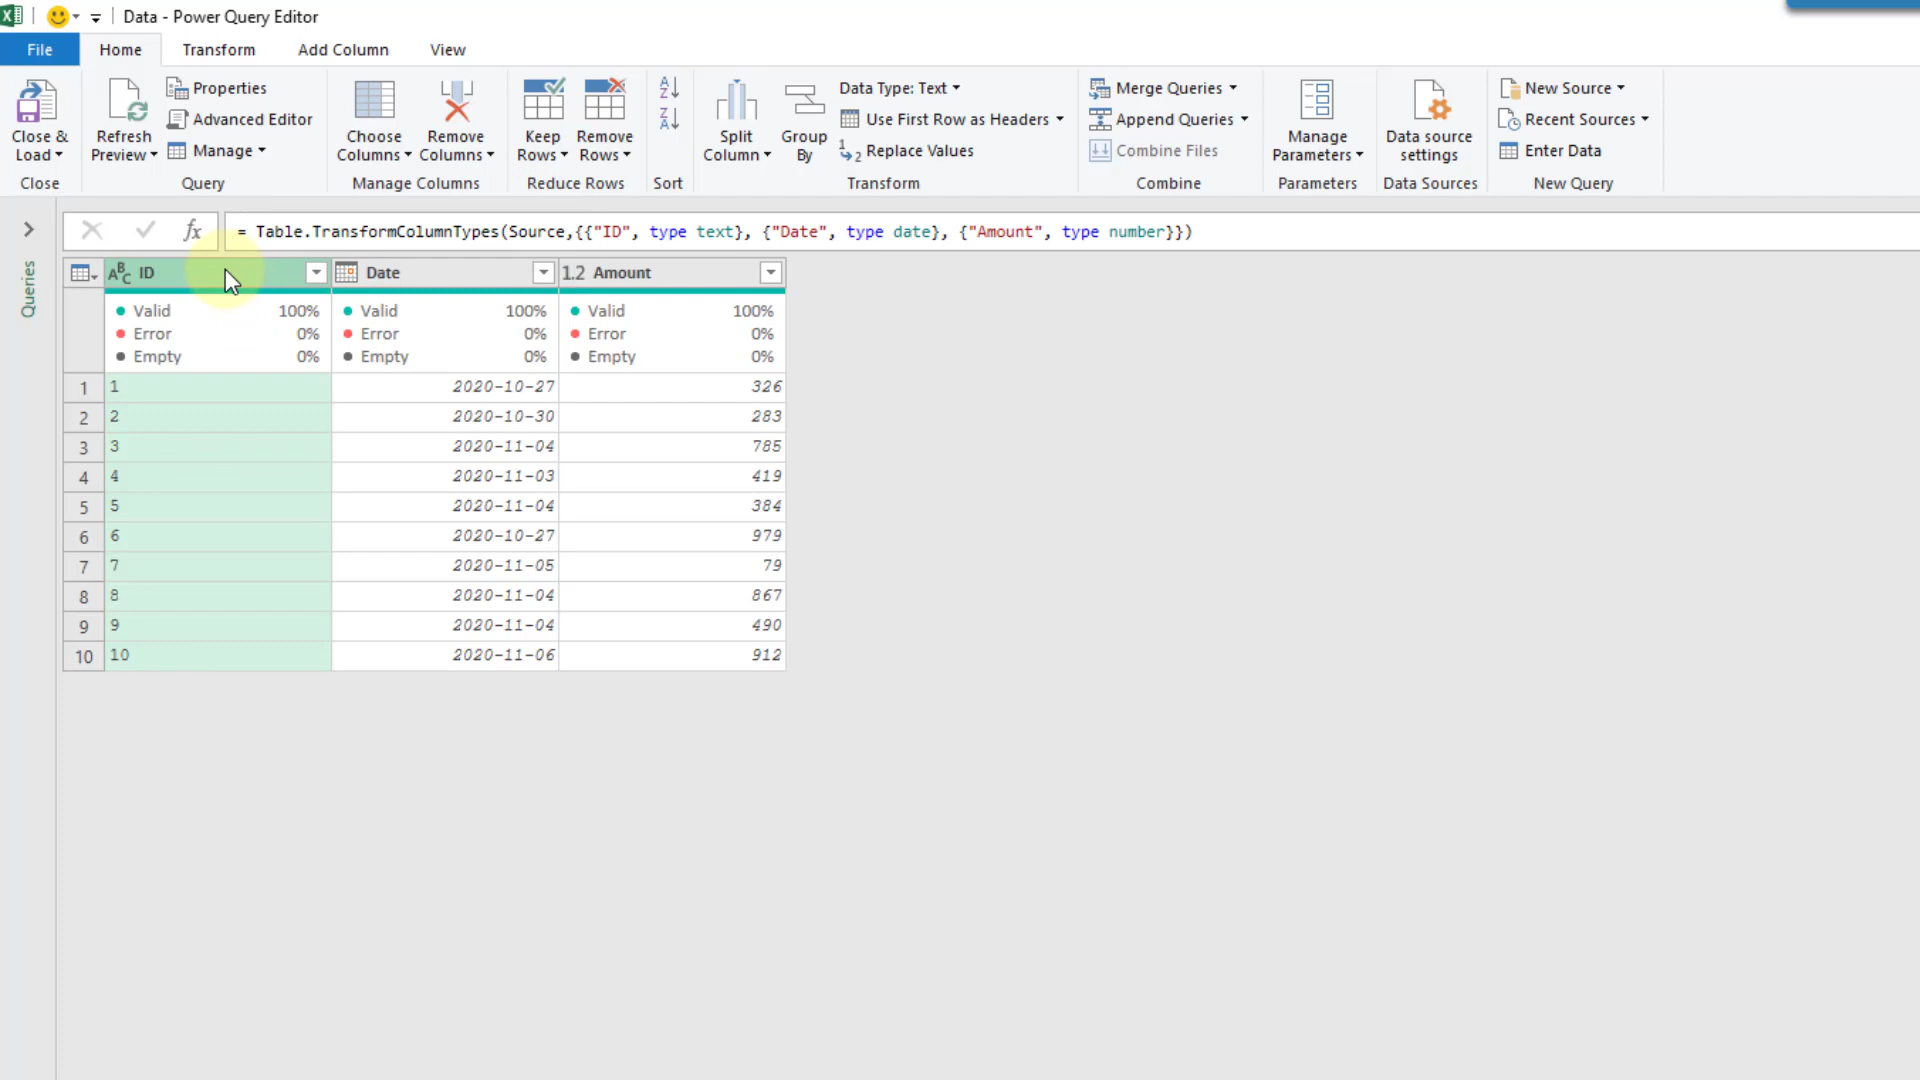 Data - Power Query Editor
File Home Transform Add Column View
Close & Load
Close
Refresh Preview
Properties
Advanced Editor
Manage
Query
Choose Columns
Remove Columns
Manage Columns
Keep Rows
Remove Rows
Reduce Rows
A Z
Z A
Sort
Split Column
Group By
Data Type: Text
Use First Row as Headers
1 2 Replace Values
Transform
Merge Queries
Append Queries
Combine Files
Combine
Manage Parameters
Parameters
Data source settings
Data Sources
New Source
Recent Sources
Enter Data
New Query
fx = Table.TransformColumnTypes(Source,{{"ID", type text}, {"Date", type date}, {"Amount", type number}})
Queries
ABC ID Date 1.2 Amount
Valid 100% Valid 100% Valid 100%
Error 0% Error 0% Error 0%
Empty 0% Empty 0% Empty 0%
1 1 2020-10-27 326
2 2 2020-10-30 283
3 3 2020-11-04 785
4 4 2020-11-03 419
5 5 2020-11-04 384
6 6 2020-10-27 979
7 7 2020-11-05 79
8 8 2020-11-04 867
9 9 2020-11-04 490
10 10 2020-11-06 912